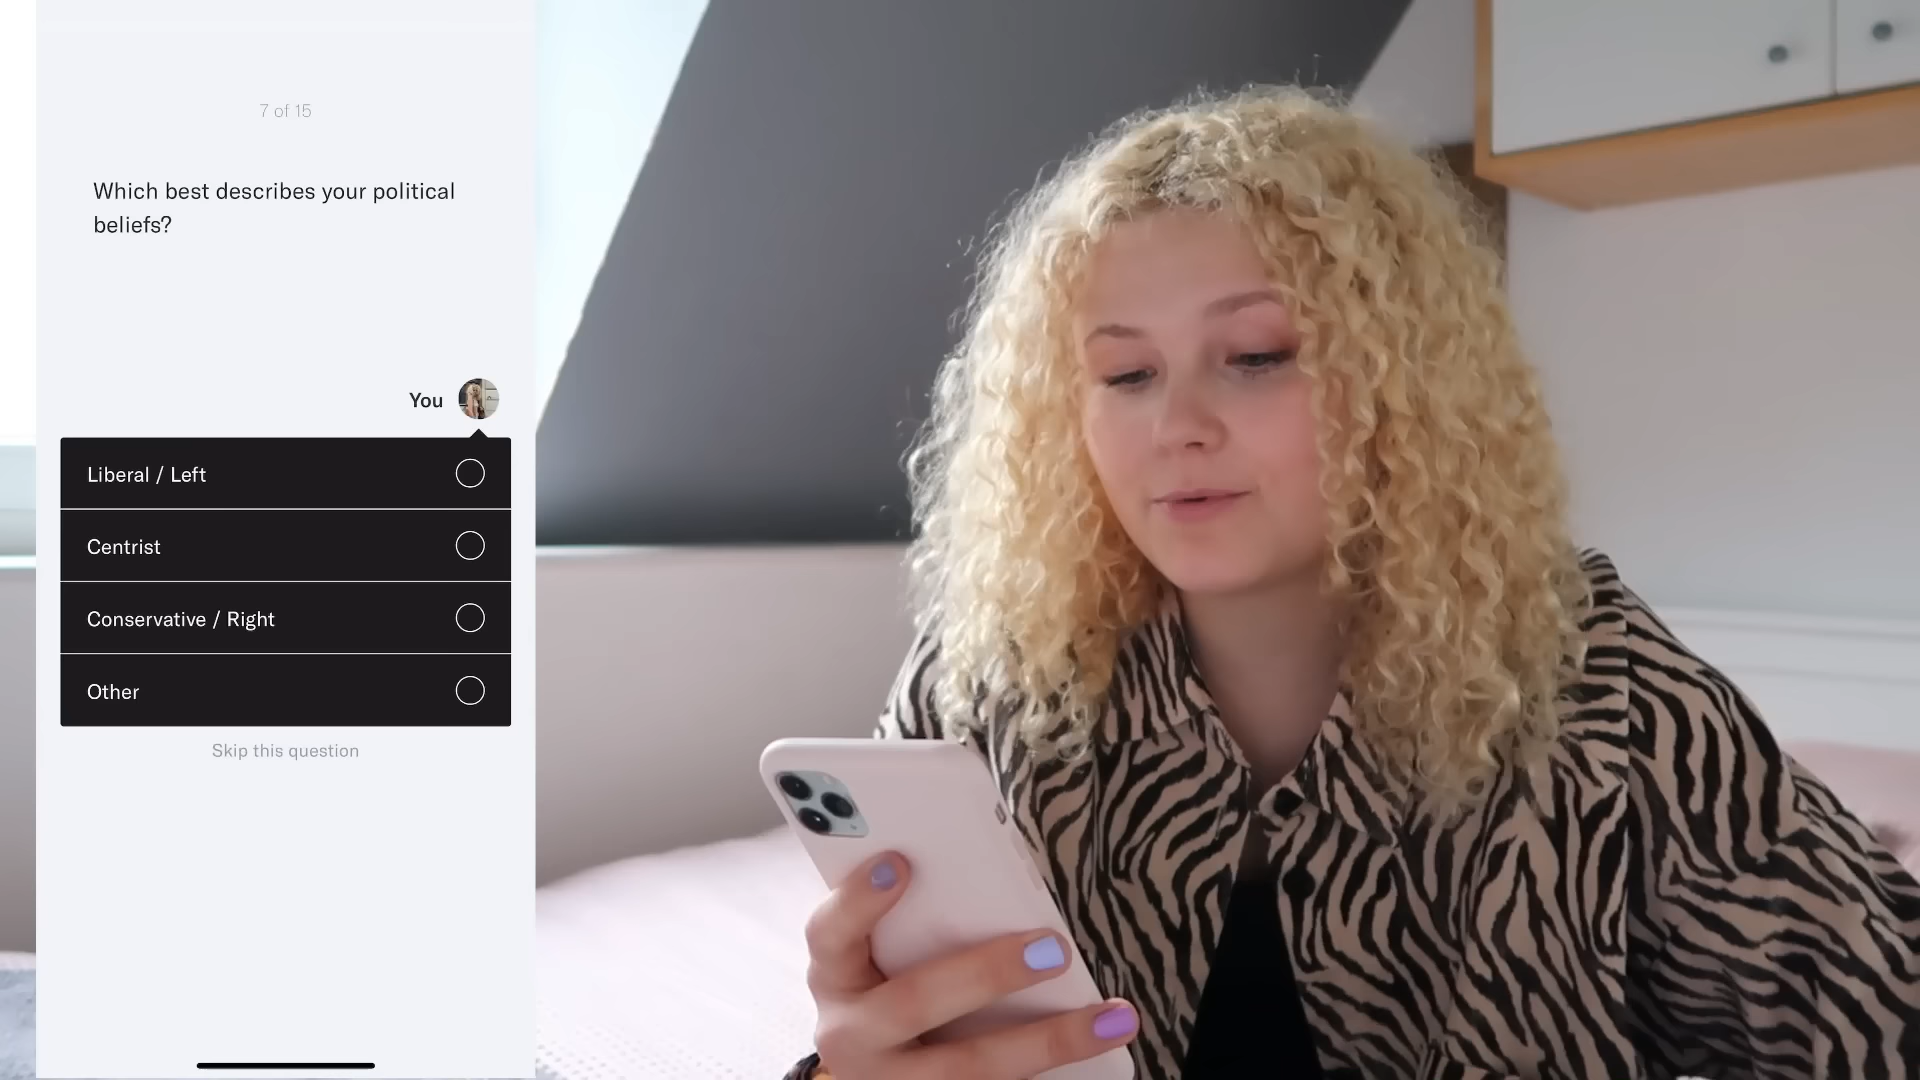 7 of 15
Which best describes your political
beliefs?
You
Liberal / Left
Centrist
Conservative / Right
Other
Skip this question